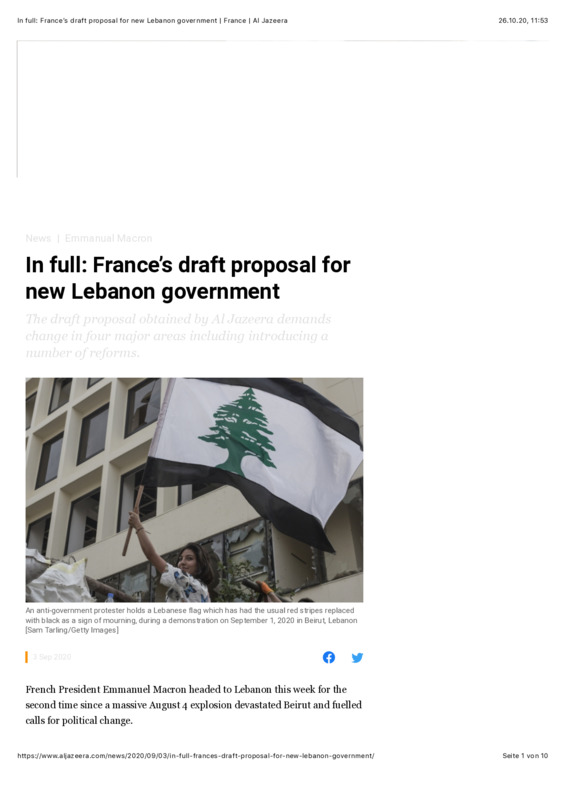 In full: France's draft proposal for new Lebanon government | France | Al Jazeera
26.10.20, 11:53
News | Emmanual Macron
In full: France's draft proposal for
new Lebanon government
The draft proposal obtained by Al Jazeera demands
change in four major areas including introducing a
number of reforms.
An anti-government protester holds a Lebanese flag which has had the usual red stripes replaced
with black as a sign of mourning, during a demonstration on September 1, 2020 in Beirut, Lebanon
[Sam Tarling/Getty Images]
3 Sep 2020
French President Emmanuel Macron headed to Lebanon this week for the
second time since a massive August 4 explosion devastated Beirut and fuelled
calls for political change.
https://www.aljazeera.com/news/2020/09/03/in-full-frances-draft-proposal-for-new-lebanon-government/
Seite 1 von 10